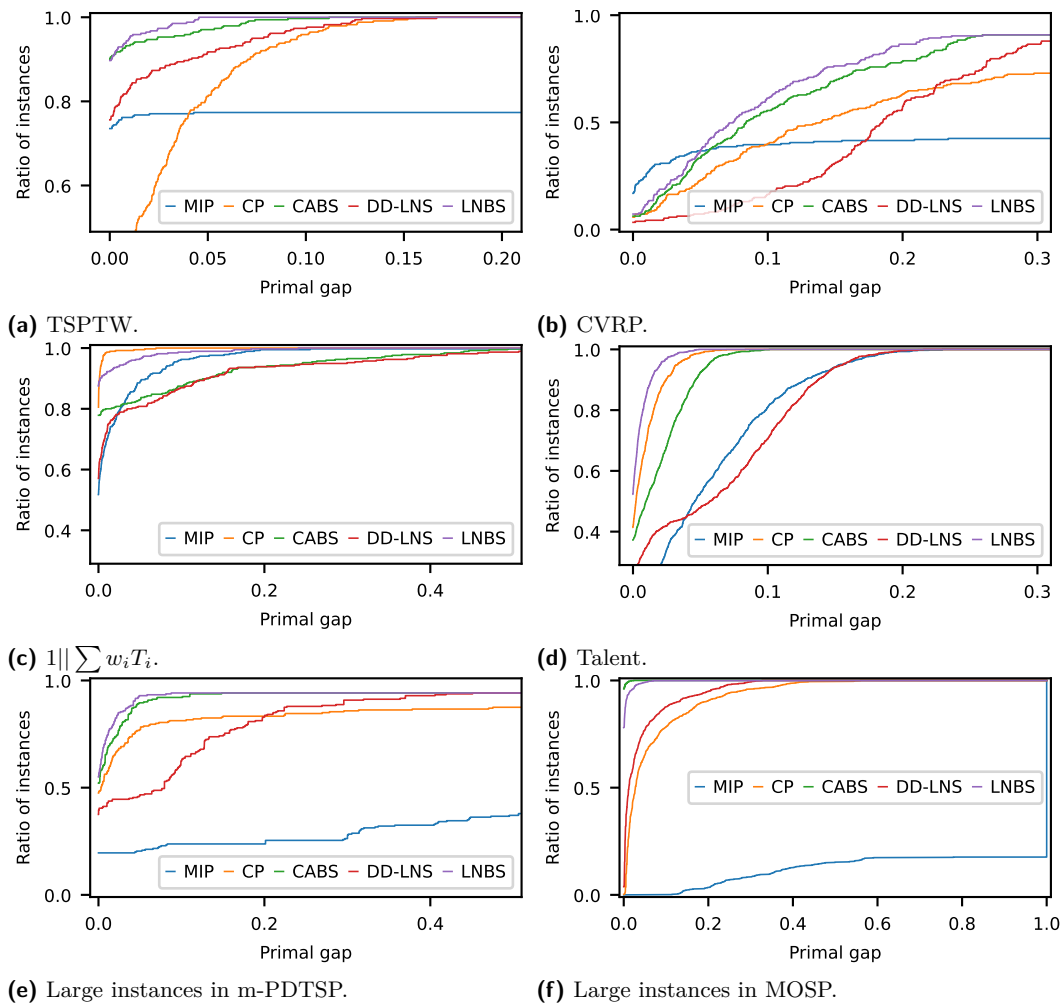 1.0
0.8
0.6
Ratio of instances
MIP CP CABS DD-LNS LNBS
0.00 0.05 0.10 0.15 0.20
Primal gap
(a) TSPTW.
1.0
0.5
0.0
Ratio of instances
MIP CP CABS DD-LNS LNBS
0.0 0.1 0.2 0.3
Primal gap
(b) CVRP.
1.0
0.8
0.6
0.4
Ratio of instances
MIP CP CABS DD-LNS LNBS
0.0 0.2 0.4
Primal gap
(c) 1|| ∑ wᵢTᵢ.
1.0
0.8
0.6
0.4
Ratio of instances
MIP CP CABS DD-LNS LNBS
0.0 0.1 0.2 0.3
Primal gap
(d) Talent.
1.0
0.5
0.0
Ratio of instances
MIP CP CABS DD-LNS LNBS
0.0 0.2 0.4
Primal gap
(e) Large instances in m-PDTSP.
1.0
0.5
0.0
Ratio of instances
MIP CP CABS DD-LNS LNBS
0.0 0.2 0.4 0.6 0.8 1.0
Primal gap
(f) Large instances in MOSP.